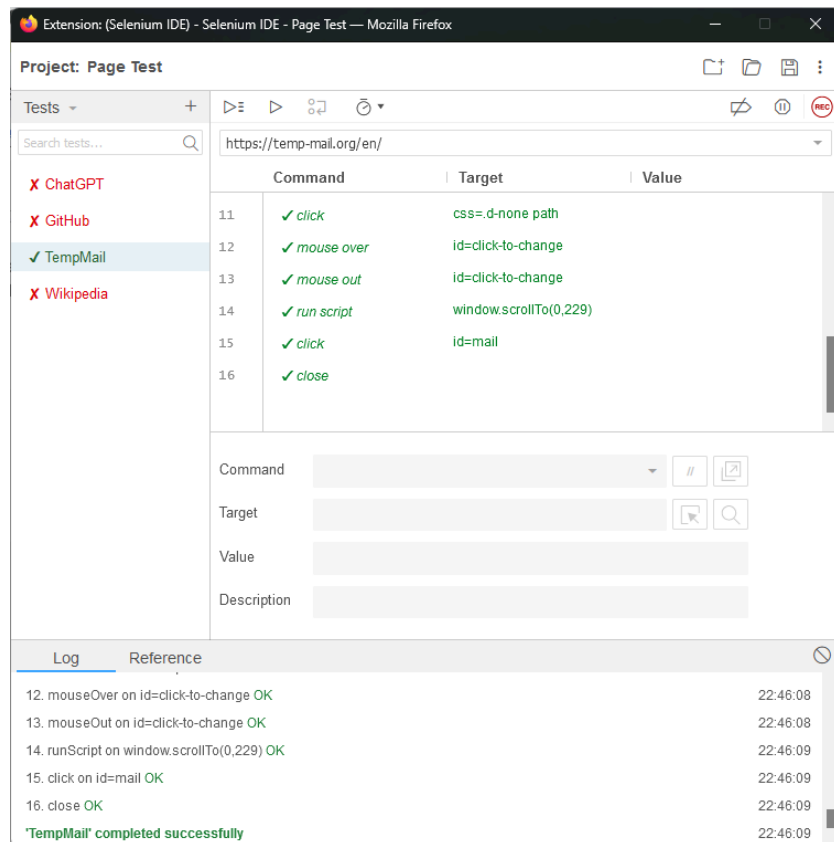 Extension: (Selenium IDE) - Selenium IDE - Page Test — Mozilla Firefox
Project: Page Test
Tests
Search tests...
✗ ChatGPT
✗ GitHub
✓ TempMail
✗ Wikipedia
REC
https://temp-mail.org/en/
Command Target Value
11 ✓ click css=.d-none path
12 ✓ mouse over id=click-to-change
13 ✓ mouse out id=click-to-change
14 ✓ run script window.scrollTo(0,229)
15 ✓ click id=mail
16 ✓ close
Command
//
Target
Value
Description
Log Reference
12. mouseOver on id=click-to-change OK 22:46:08
13. mouseOut on id=click-to-change OK 22:46:08
14. runScript on window.scrollTo(0,229) OK 22:46:09
15. click on id=mail OK 22:46:09
16. close OK 22:46:09
'TempMail' completed successfully 22:46:09